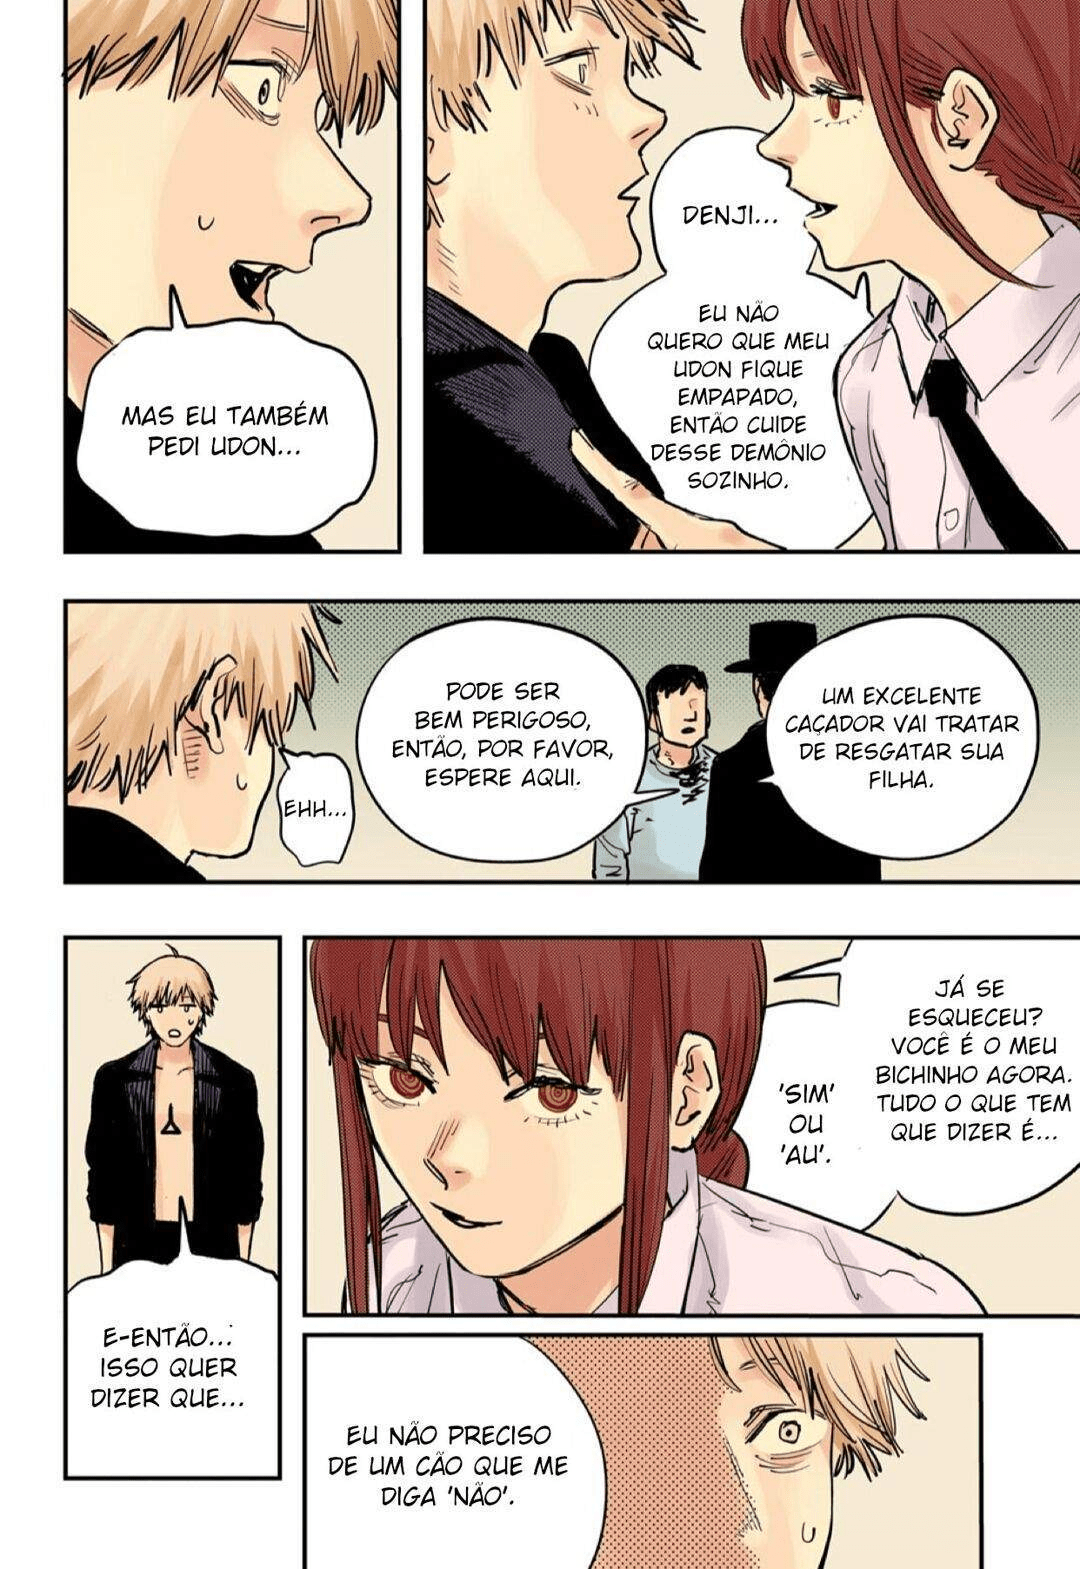 DENJI...
EU NÃO
QUERO QUE MEU
UDON FIQUE
EMPAPADO,
ENTÃO CUIDE
DESSE DEMÔNIO
SOZINHO.
MAS EU TAMBÉM
PEDI UDON...
UM EXCELENTE
CAÇADOR VAI TRATAR
DE RESGATAR SUA
FILHA.
PODE SER
BEM PERIGOSO,
ENTÃO, POR FAVOR,
ESPERE AQUI.
EHH...
JÁ SE
ESQUECEU?
VOCÊ É O MEU
BICHINHO AGORA.
TUDO O QUE TEM
QUE DIZER É...
'SIM'
OU
'AU'.
E-ENTÃO...
ISSO QUER
DIZER QUE...
EU NÃO PRECISO
DE UM CÃO QUE ME
DIGA 'NÃO'.